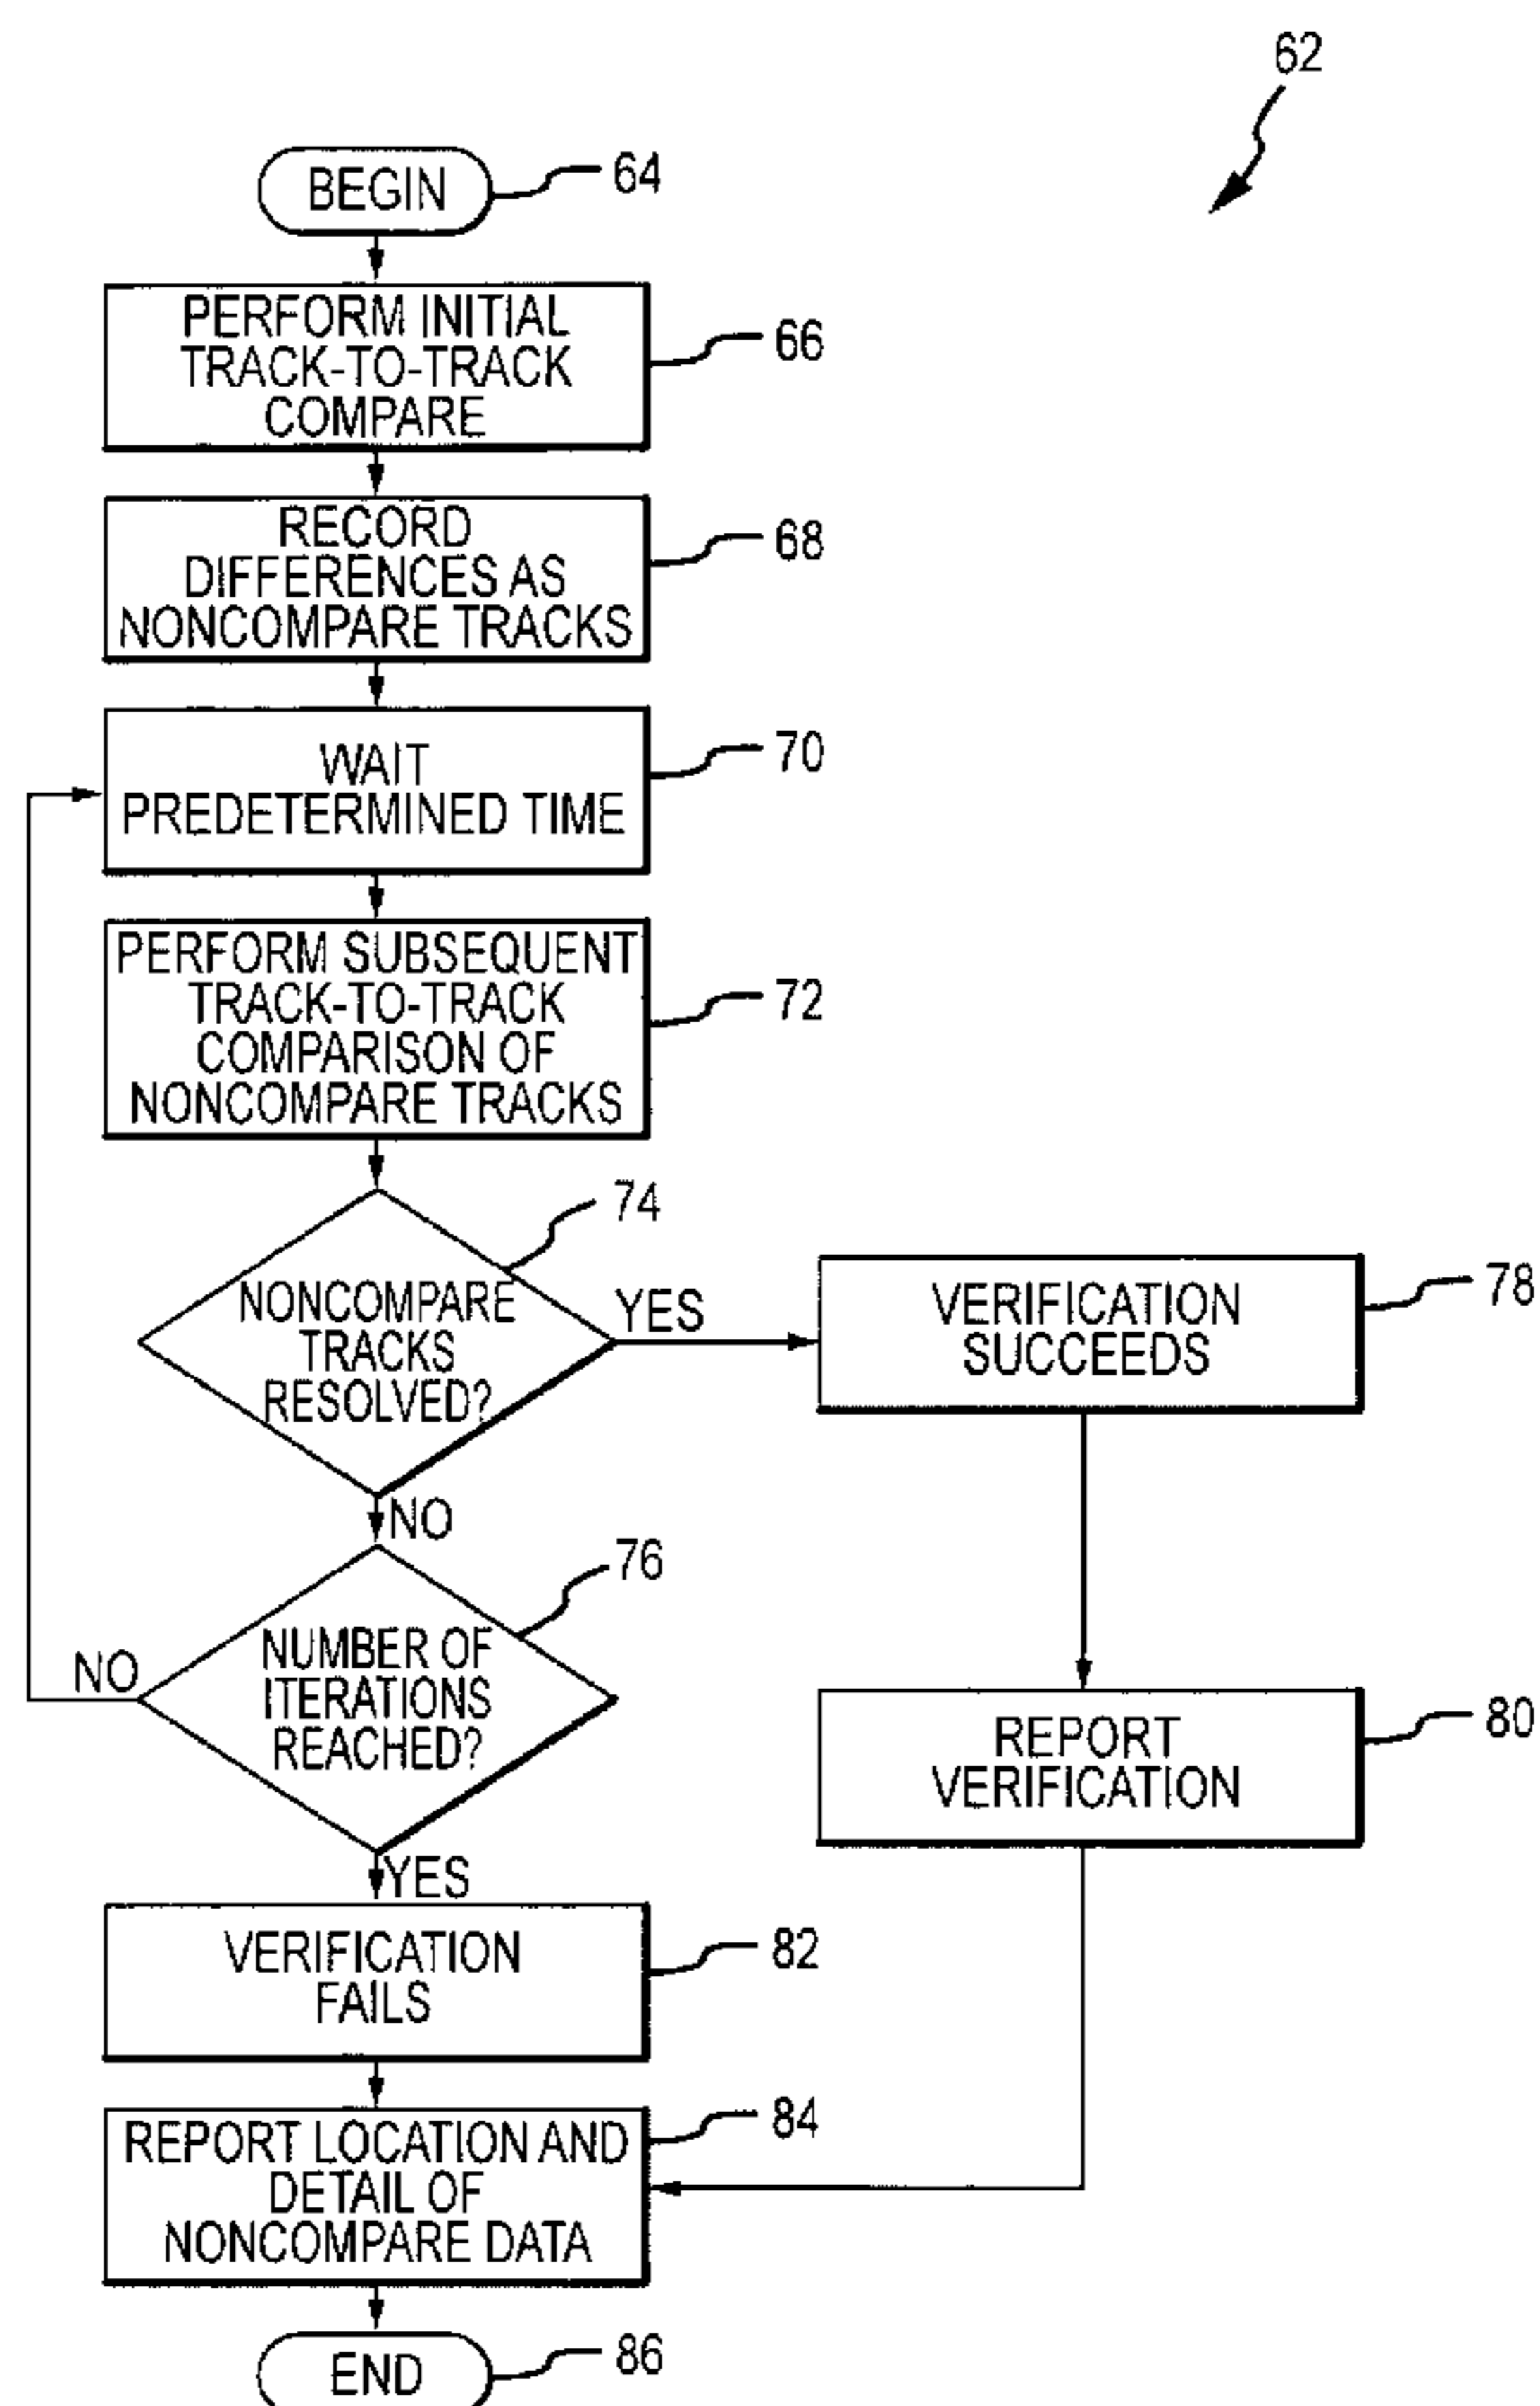 62
BEGIN
64
PERFORM INITIAL
TRACK-TO-TRACK
COMPARE
66
RECORD
DIFFERENCES AS
NONCOMPARE TRACKS
68
WAIT
PREDETERMINED TIME
70
PERFORM SUBSEQUENT
TRACK-TO-TRACK
COMPARISON OF
NONCOMPARE TRACKS
72
74
NONCOMPARE
TRACKS
RESOLVED?
YES
NO
VERIFICATION
SUCCEEDS
78
76
NUMBER OF
ITERATIONS
REACHED?
NO
YES
REPORT
VERIFICATION
80
VERIFICATION
FAILS
82
REPORT LOCATION AND
DETAIL OF
NONCOMPARE DATA
84
END
86